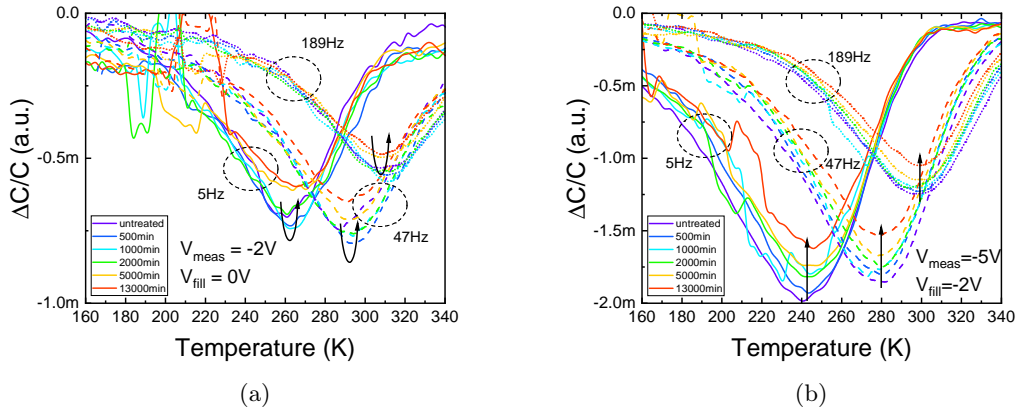 0.0
-0.5m
-1.0m
ΔC/C (a.u.)
189Hz
5Hz
47Hz
untreated
500min
1000min
2000min
5000min
13000min
V_meas = -2V
V_fill = 0V
160 180 200 220 240 260 280 300 320 340
Temperature (K)
(a)
0.0
-0.5m
-1.0m
-1.5m
-2.0m
ΔC/C (a.u.)
189Hz
5Hz
47Hz
untreated
500min
1000min
2000min
5000min
13000min
V_meas=-5V
V_fill=-2V
160 180 200 220 240 260 280 300 320 340
Temperature (K)
(b)